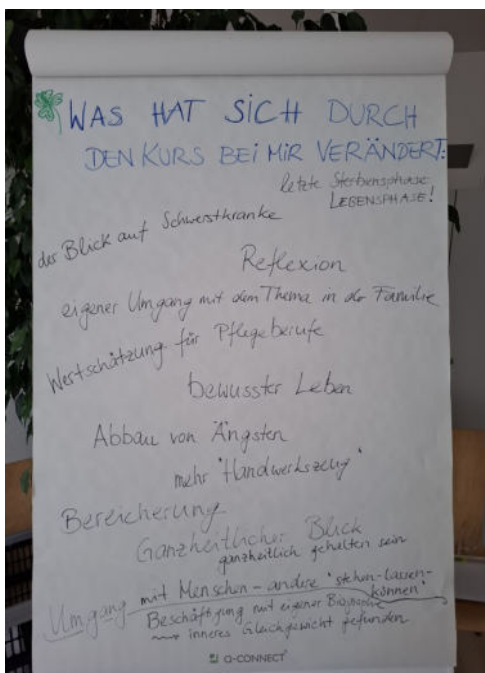 WAS HAT SICH DURCH
DEN KURS BEI MIR VERÄNDERT:
letzte Sterbensphase
LEBENSPHASE!
der Blick auf Schwerstkranke
Reflexion
eigener Umgang mit dem Thema in der Familie
Wertschätzung für Pflegeberufe
bewusster Leben
Abbau von Ängsten
mehr "Handwerkszeug"
Bereicherung
Ganzheitlicher Blick
ganzheitlich gehalten sein
Umgang mit Menschen - andere "stehen-lassen-
können"
Beschäftigung mit eigener Biographie
inneres Gleichgewicht gefunden
Q-CONNECT